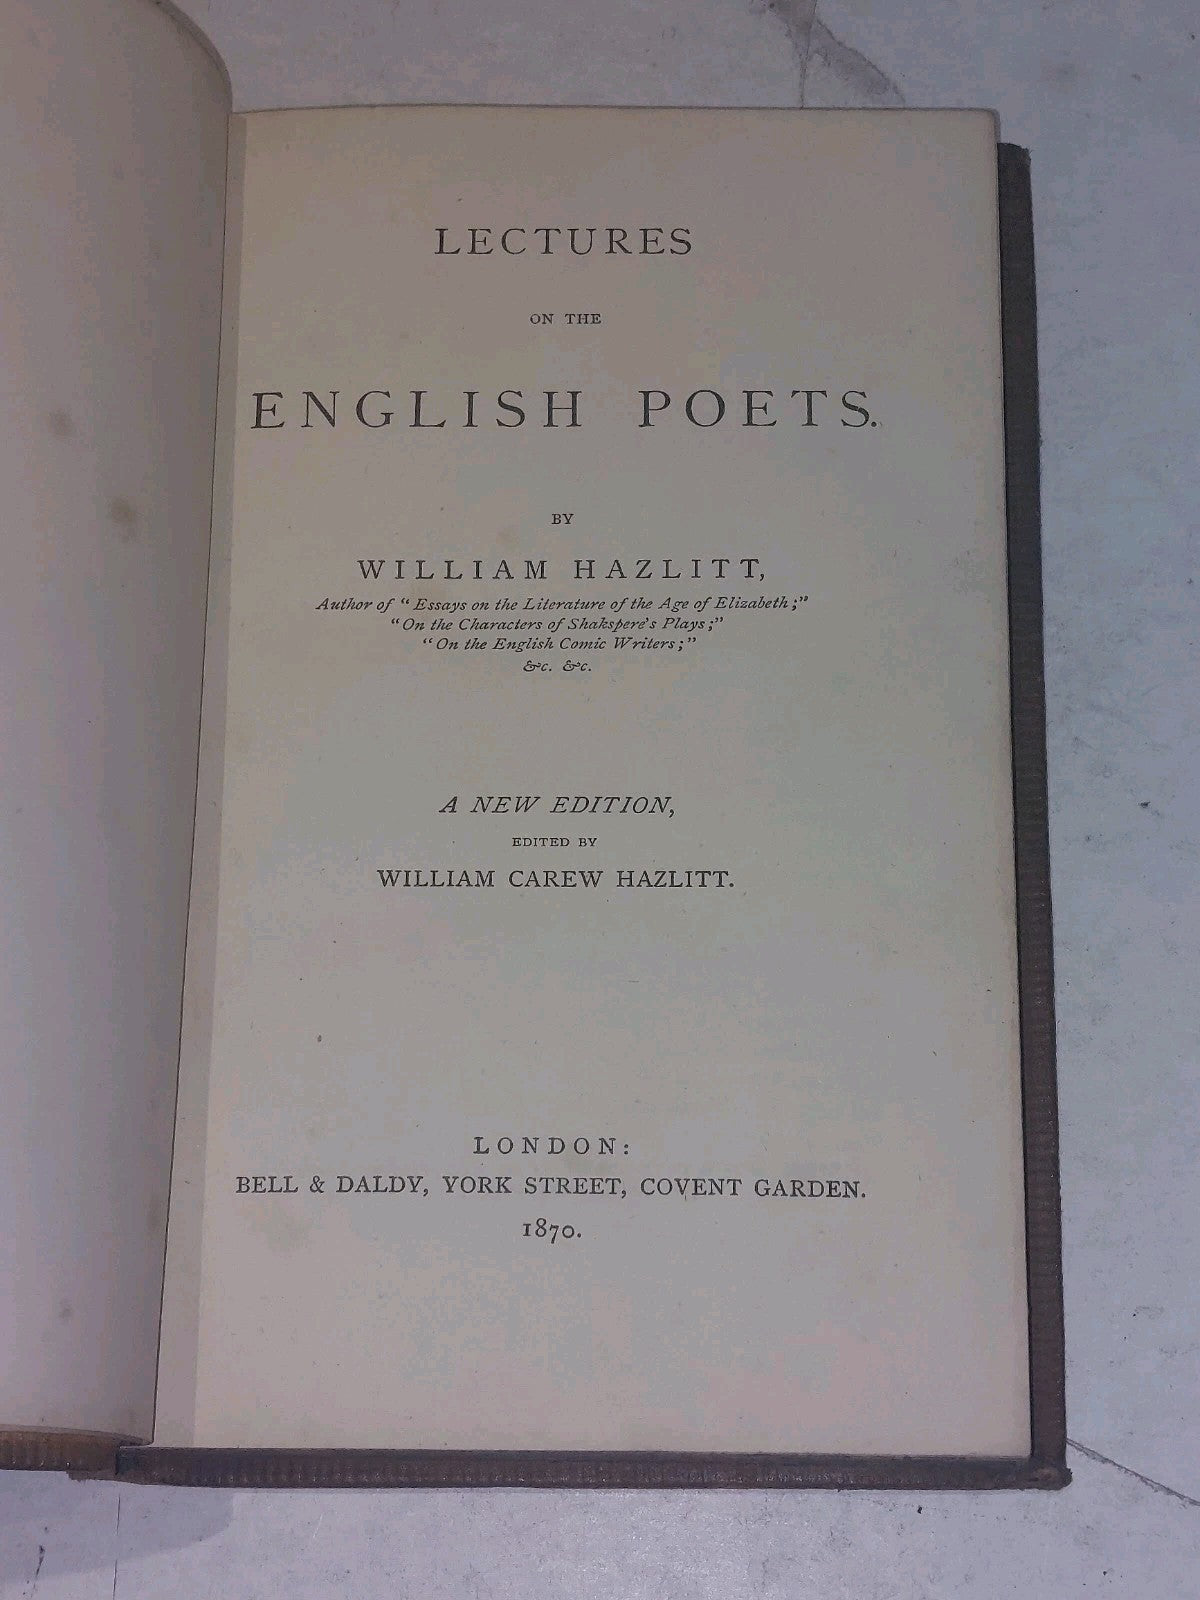 LECTURES
ON THE
ENGLISH POETS.
BY
WILLIAM HAZLITT,
Author of "Essays on the Literature of the Age of Elizabeth;"
"On the Characters of Shakspere's Plays;"
"On the English Comic Writers;"
&c. &c.
A NEW EDITION,
EDITED BY
WILLIAM CAREW HAZLITT.
LONDON:
BELL & DALDY, YORK STREET, COVENT GARDEN.
1870.